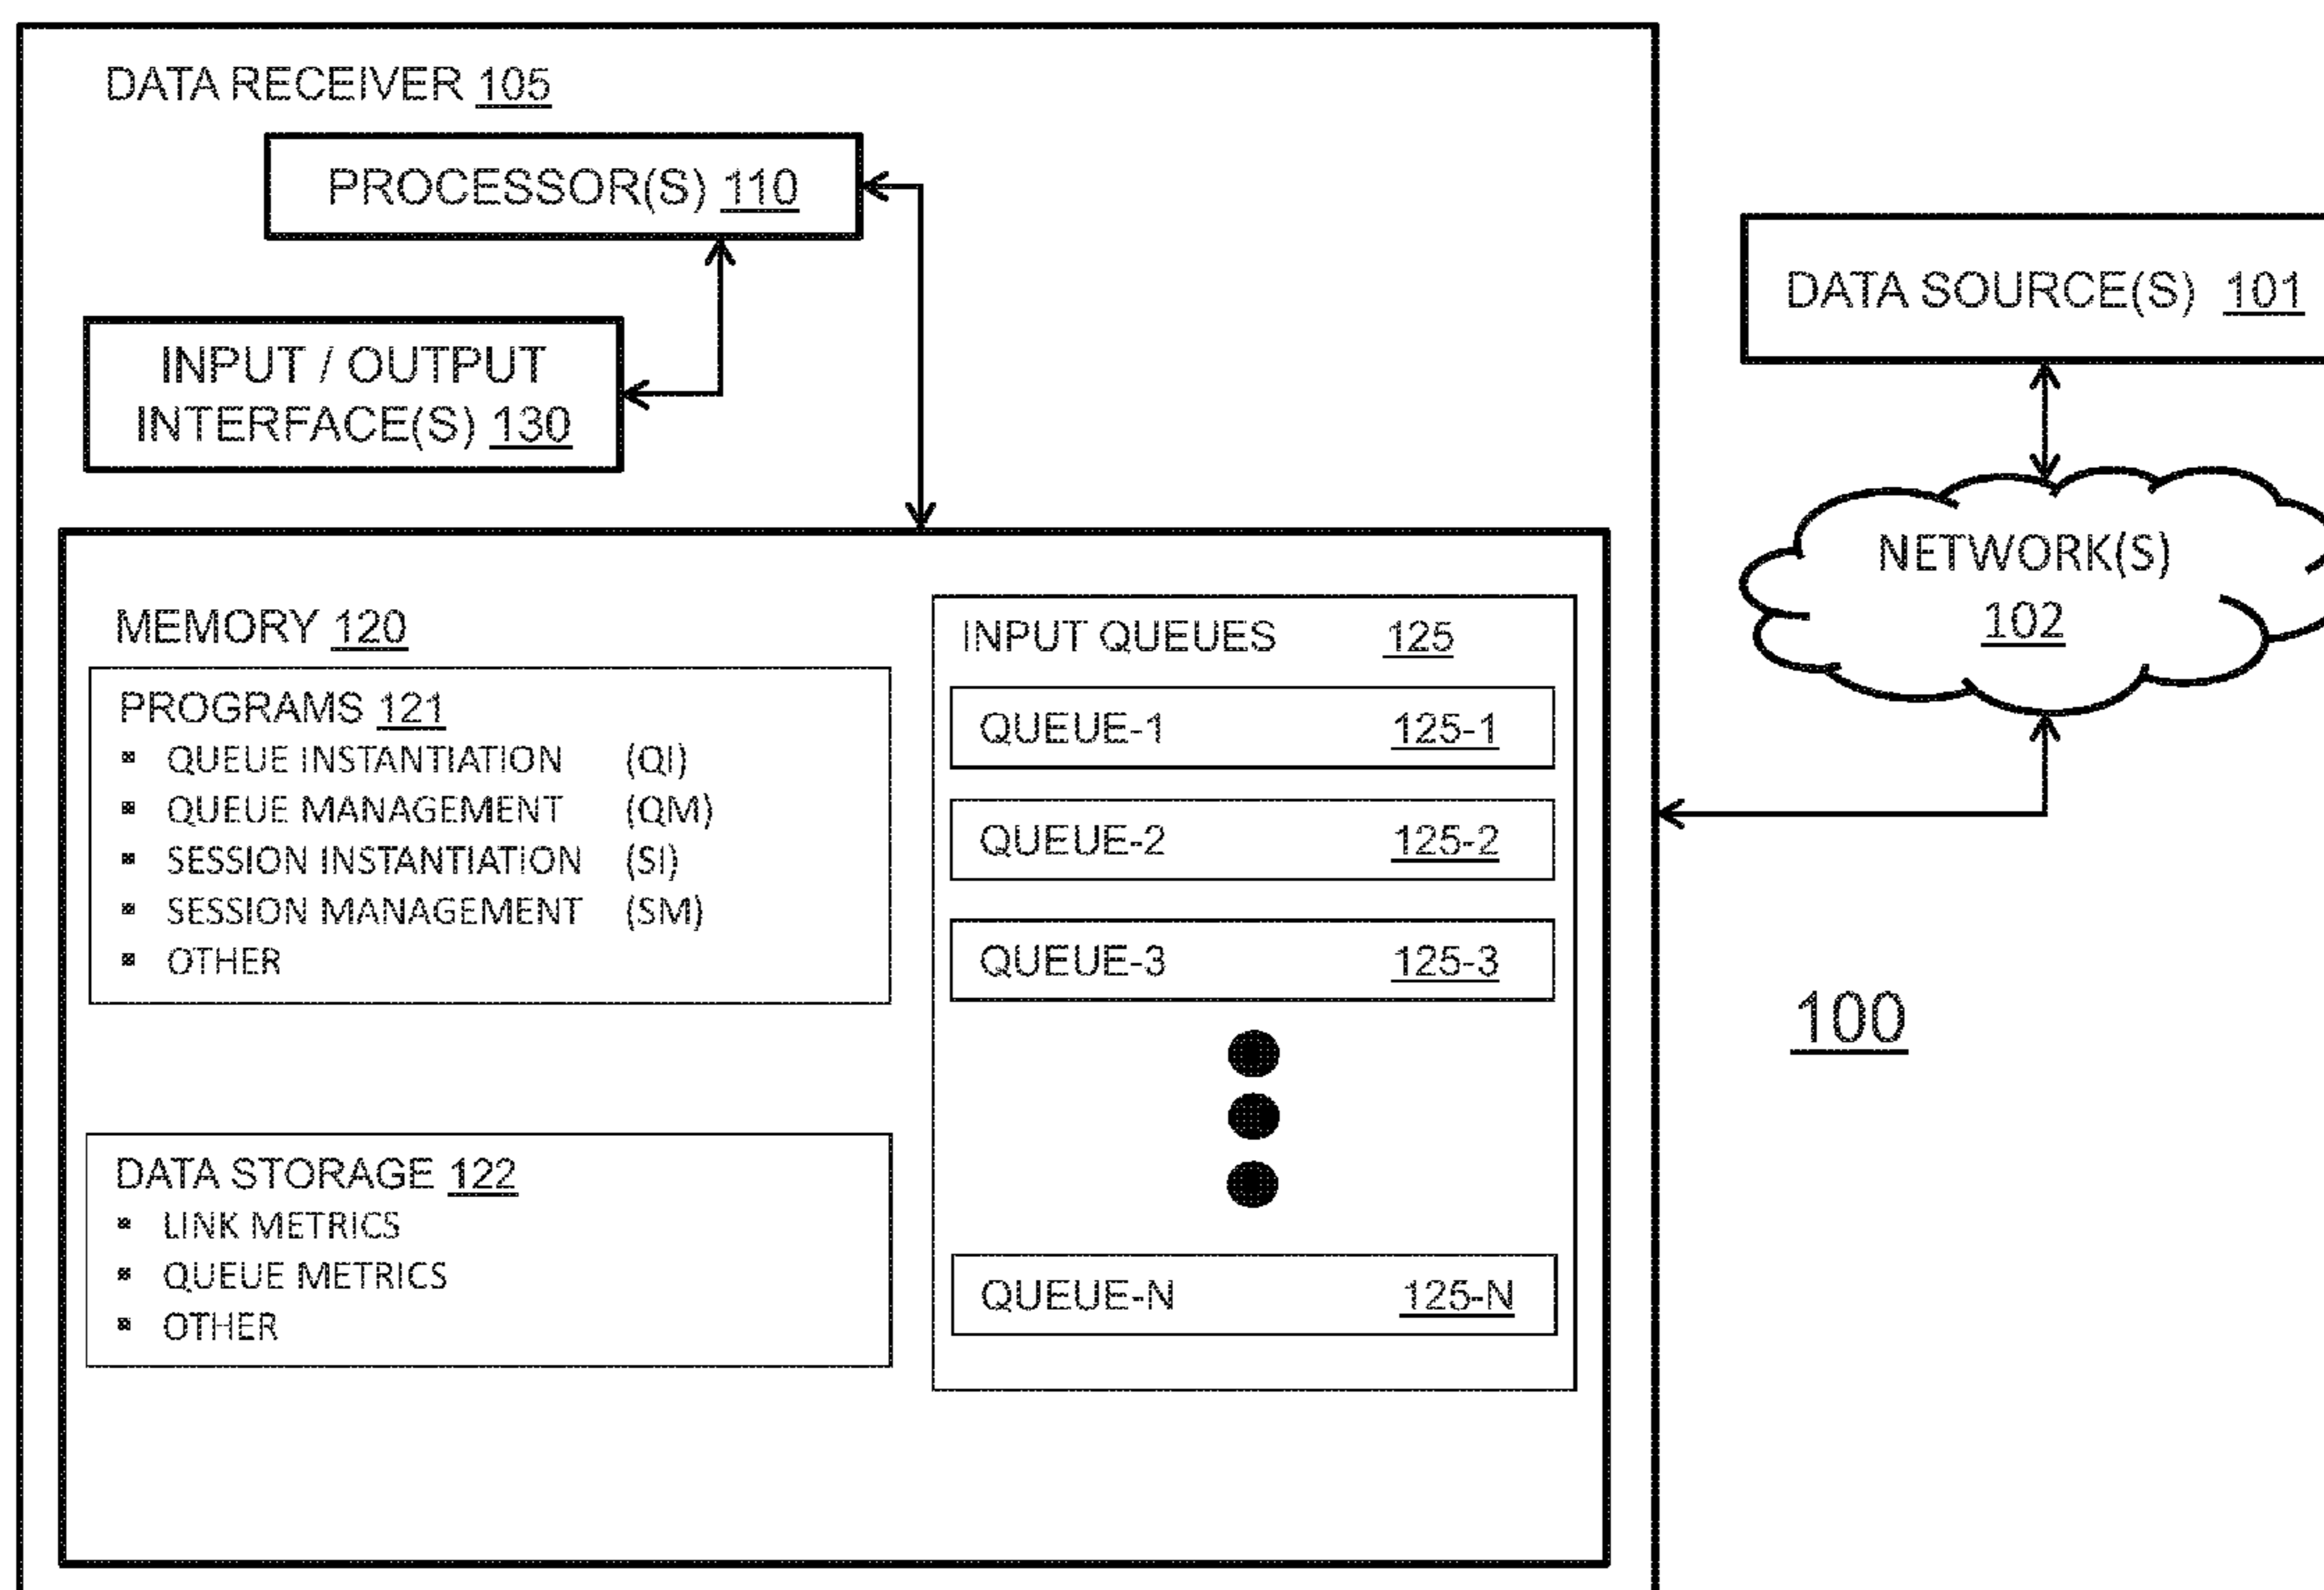 DATA RECEIVER 105
PROCESSOR(S) 110
INPUT / OUTPUT
INTERFACE(S) 130
MEMORY 120
PROGRAMS 121
▪ QUEUE INSTANTIATION (QI)
▪ QUEUE MANAGEMENT (QM)
▪ SESSION INSTANTIATION (SI)
▪ SESSION MANAGEMENT (SM)
▪ OTHER
DATA STORAGE 122
▪ LINK METRICS
▪ QUEUE METRICS
▪ OTHER
INPUT QUEUES 125
QUEUE-1 125-1
QUEUE-2 125-2
QUEUE-3 125-3
QUEUE-N 125-N
DATA SOURCE(S) 101
NETWORK(S)
102
100